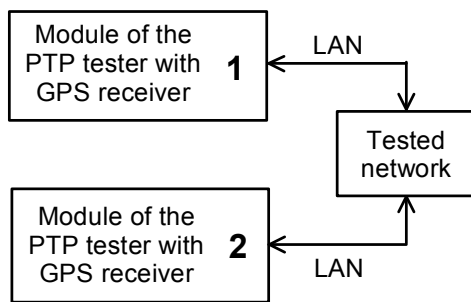 Module of the
PTP tester with
GPS receiver
1
LAN
Tested
network
Module of the
PTP tester with
GPS receiver
2
LAN